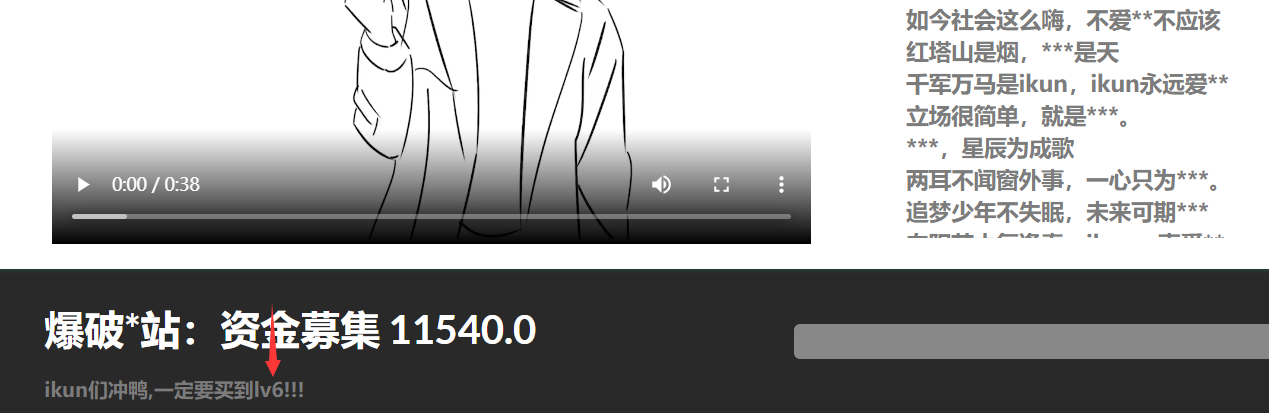 如今社会这么嗨，不爱**不应该
红塔山是烟，***是天
千军万马是ikun，ikun永远爱**
立场很简单，就是***。
***，星辰为成歌
两耳不闻窗外事，一心只为***。
追梦少年不失眠，未来可期***
0:00 / 0:38
爆破*站：资金募集 11540.0
ikun们冲鸭,一定要买到lv6!!!